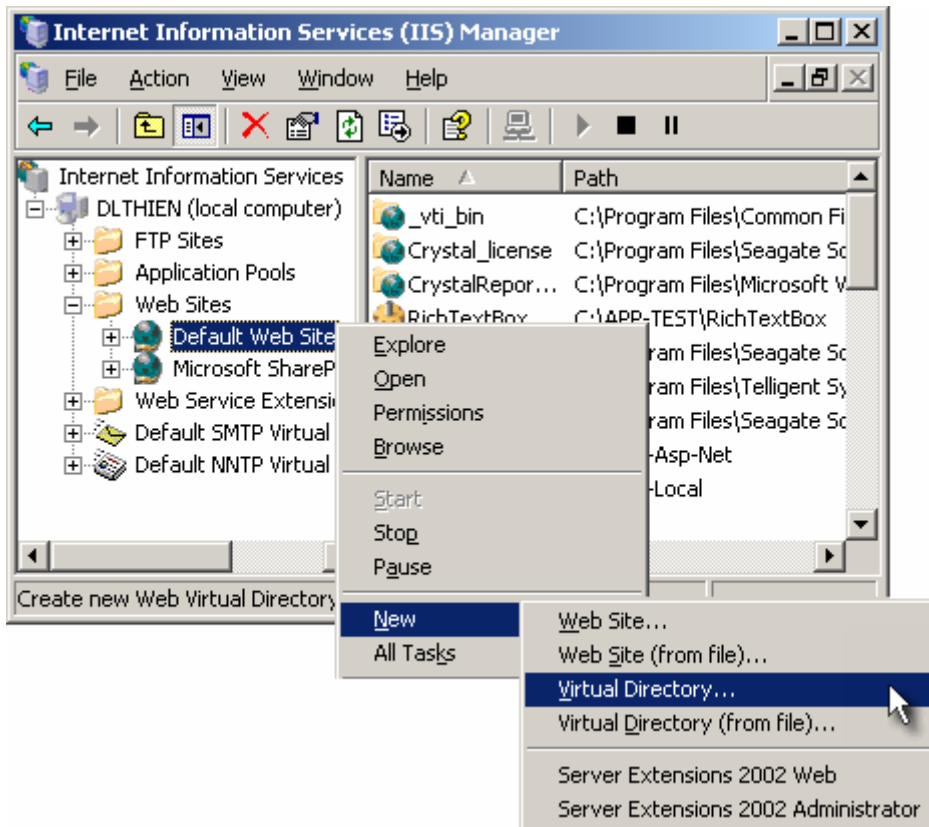 Internet Information Services (IIS) Manager
File Action View Window Help
Internet Information Services
DLTHIEN (local computer)
FTP Sites
Application Pools
Web Sites
Default Web Site
Microsoft ShareP
Web Service Extensi
Default SMTP Virtual
Default NNTP Virtual
Name Path
_vti_bin C:\Program Files\Common Fi
Crystal_license C:\Program Files\Seagate So
CrystalRepor... C:\Program Files\Microsoft V
RichTextBox C:\APP-TEST\RichTextBox
ram Files\Seagate So
ram Files\Telligent Sy
ram Files\Seagate So
-Asp-Net
-Local
Explore
Open
Permissions
Browse
Start
Stop
Pause
New
All Tasks
Create new Web Virtual Directory
Web Site...
Web Site (from file)...
Virtual Directory...
Virtual Directory (from file)...
Server Extensions 2002 Web
Server Extensions 2002 Administrator